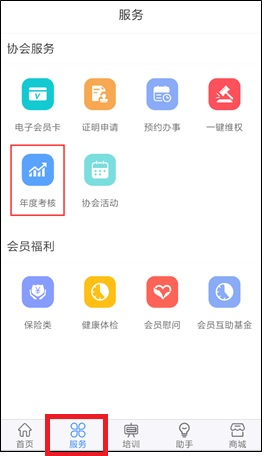 服务
协会服务
电子会员卡 证明申请 预约办事 一键维权
年度考核 协会活动
会员福利
保险类 健康体检 会员慰问 会员互助基金
首页 服务 培训 助手 商城